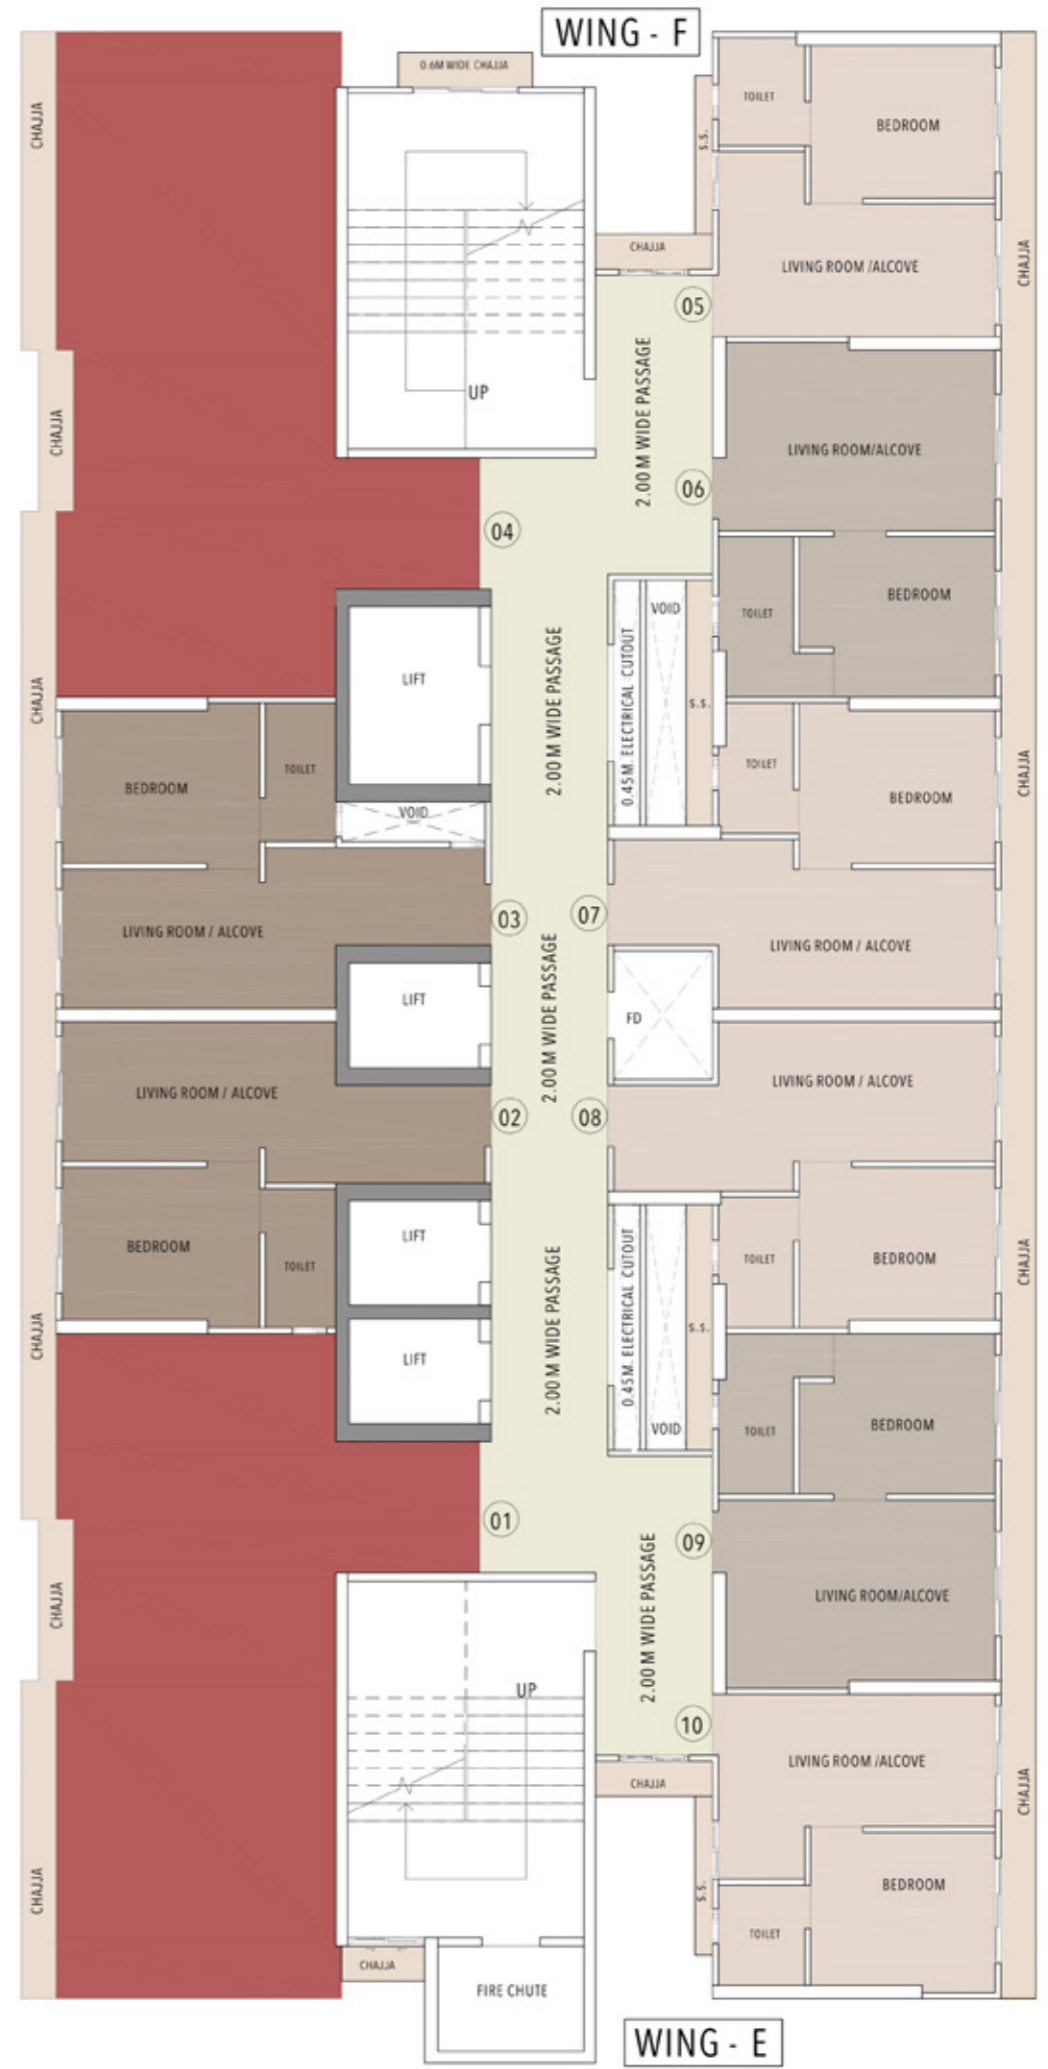 WING - F
0.6M WIDE CHAJJA
CHAJJA
TOILET
BEDROOM
S.S.
CHAJJA
LIVING ROOM /ALCOVE
CHAJJA
05
UP
2.00 M WIDE PASSAGE
CHAJJA
LIVING ROOM/ALCOVE
06
04
BEDROOM
VOID
TOILET
LIFT
2.00 M WIDE PASSAGE
0.45 M. ELECTRICAL CUTOUT
S.S.
CHAJJA
BEDROOM
TOILET
TOILET
BEDROOM
CHAJJA
VOID
03
07
LIVING ROOM / ALCOVE
LIVING ROOM / ALCOVE
LIFT
2.00 M WIDE PASSAGE
FD
LIVING ROOM / ALCOVE
LIVING ROOM / ALCOVE
02
08
BEDROOM
LIFT
TOILET
TOILET
BEDROOM
CHAJJA
CHAJJA
LIFT
2.00 M WIDE PASSAGE
0.45 M. ELECTRICAL CUTOUT
S.S.
VOID
TOILET
BEDROOM
01
09
CHAJJA
2.00 M WIDE PASSAGE
LIVING ROOM/ALCOVE
UP
10
LIVING ROOM /ALCOVE
CHAJJA
CHAJJA
CHAJJA
S.S.
BEDROOM
TOILET
CHAJJA
FIRE CHUTE
WING - E